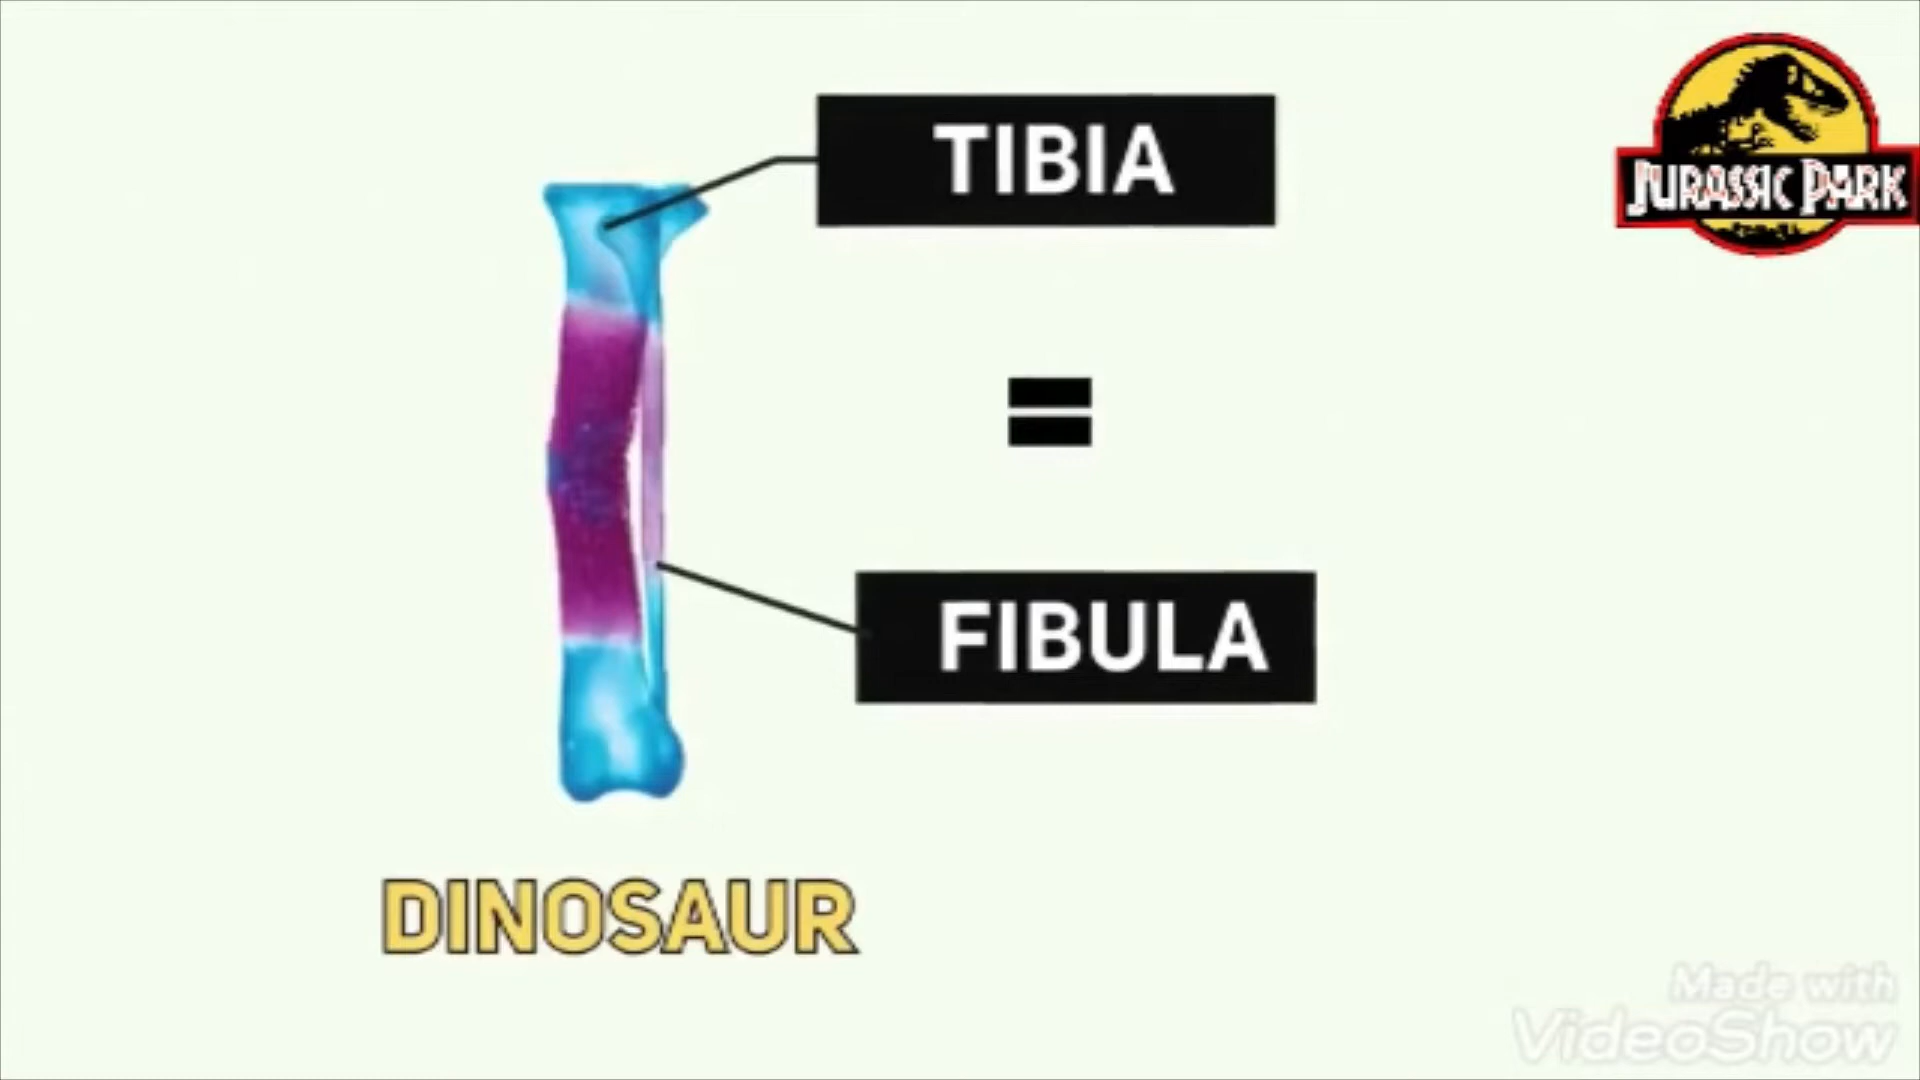 TIBIA
JURASSIC PARK
=
FIBULA
DINOSAUR
Made with
VideoShow